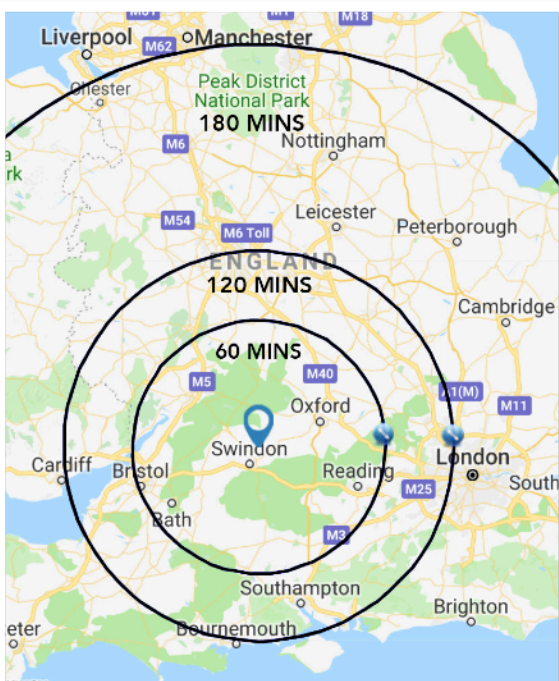 M61
M1
M18
Liverpool
M62
Manchester
Chester
Peak District
National Park
180 MINS
M6
Nottingham
a
rk
M54
Leicester
M6 Toll
Peterborough
ENGLAND
120 MINS
Cambridge
60 MINS
M5
M40
A1(M)
M11
Oxford
Swindon
London
Cardiff
Bristol
Reading
M25
South
Bath
M3
Southampton
Brighton
eter
Bournemouth